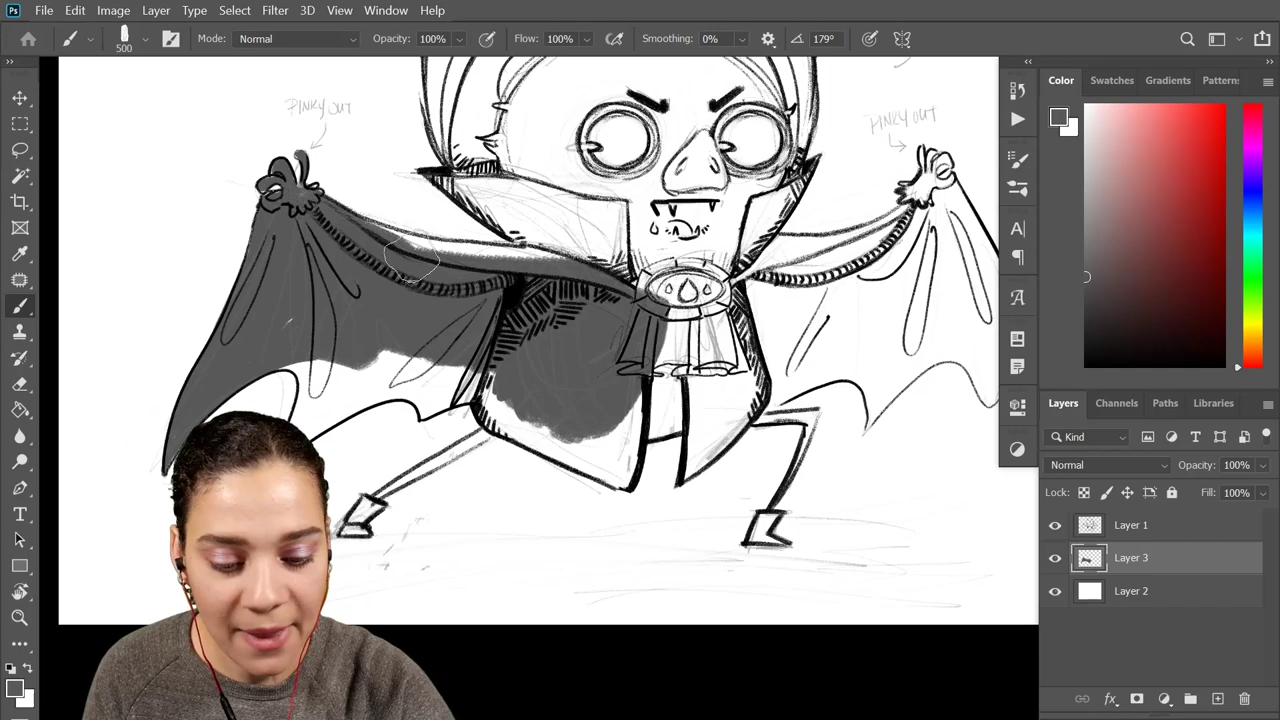 Ps File Edit Image Layer Type Select Filter 3D View Window Help
500 Mode: Normal Opacity: 100% Flow: 100% Smoothing: 0% 179°
Color Swatches Gradients Patterns
PINKY OUT
PINKY OUT
Layers Channels Paths Libraries
Kind
Normal Opacity: 100%
Lock: Fill: 100%
Layer 1
Layer 3
Layer 2
fx